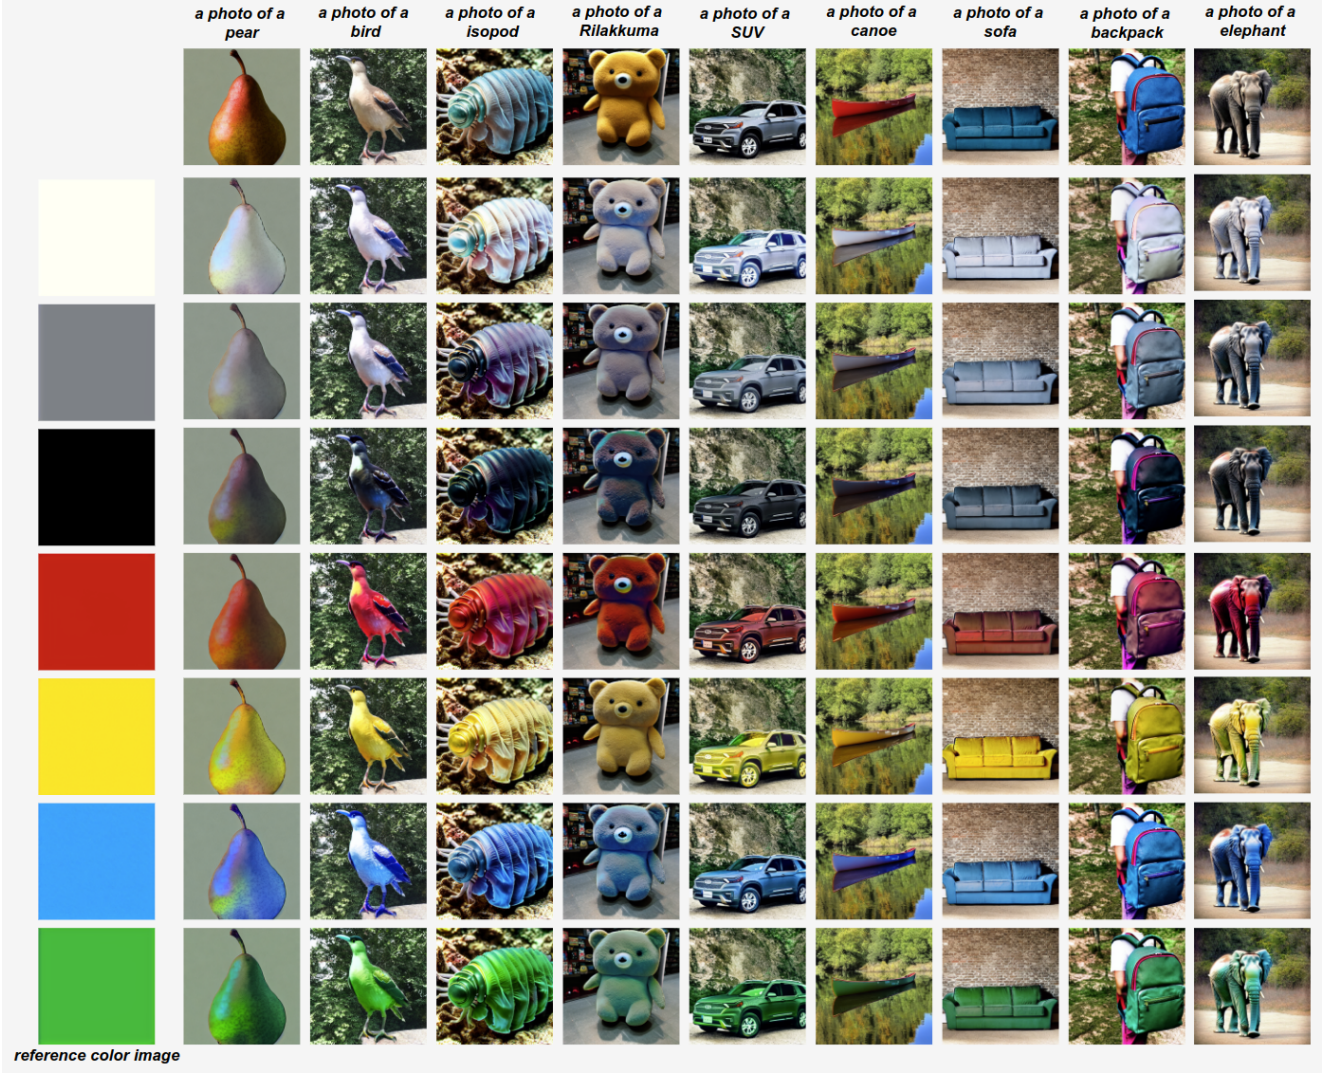 a photo of a pear
a photo of a bird
a photo of a isopod
a photo of a Rilakkuma
a photo of a SUV
a photo of a canoe
a photo of a sofa
a photo of a backpack
a photo of a elephant
reference color image